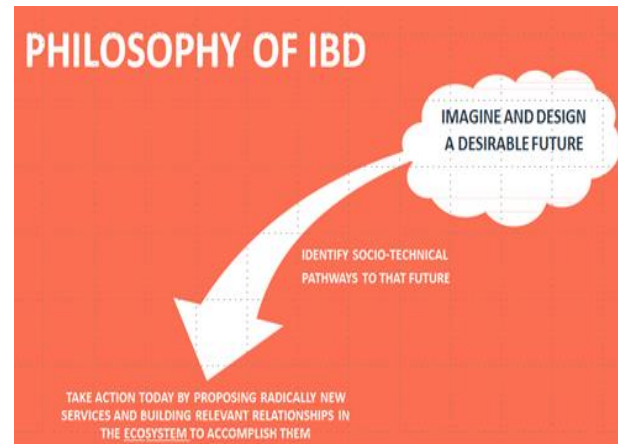 PHILOSOPHY OF IBD
IMAGINE AND DESIGN
A DESIRABLE FUTURE
IDENTIFY SOCIO-TECHNICAL
PATHWAYS TO THAT FUTURE
TAKE ACTION TODAY BY PROPOSING RADICALLY NEW
SERVICES AND BUILDING RELEVANT RELATIONSHIPS IN
THE ECOSYSTEM TO ACCOMPLISH THEM